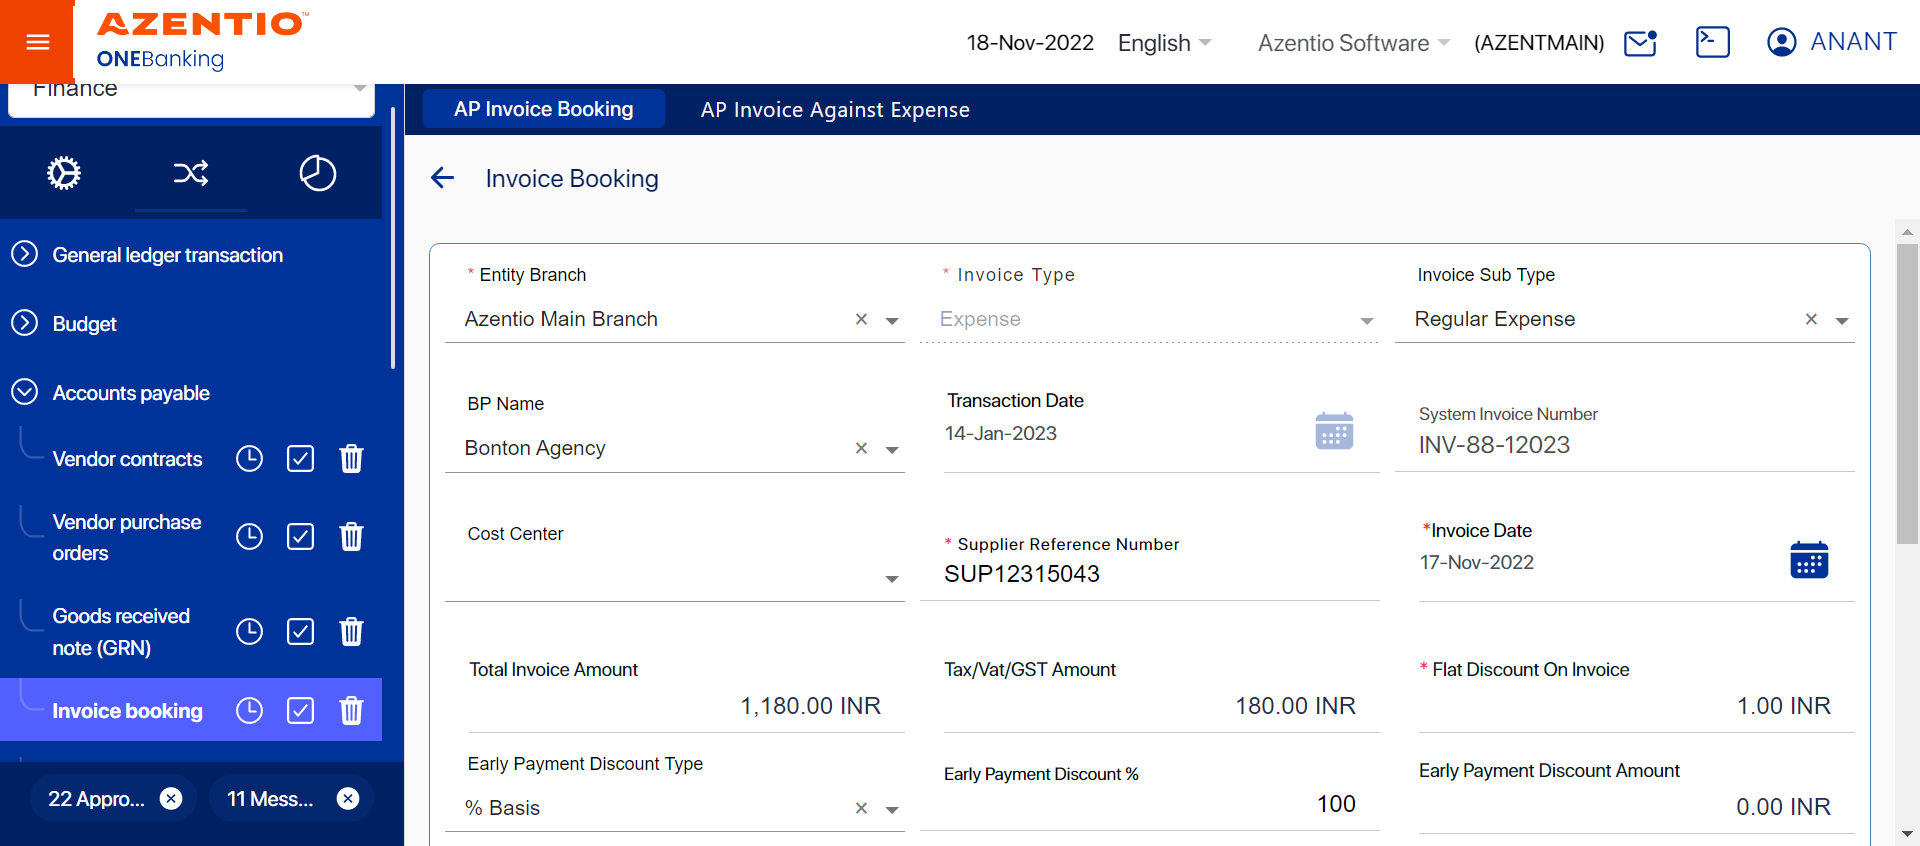 AZENTIO™
ONEBanking
18-Nov-2022
English
Azentio Software
(AZENTMAIN)
ANANT
Finance
AP Invoice Booking
AP Invoice Against Expense
Invoice Booking
General ledger transaction
Budget
Accounts payable
Vendor contracts
Vendor purchase
orders
Goods received
note (GRN)
Invoice booking
22 Appro...
11 Mess...
* Entity Branch
Azentio Main Branch
* Invoice Type
Expense
Invoice Sub Type
Regular Expense
BP Name
Bonton Agency
Transaction Date
14-Jan-2023
System Invoice Number
INV-88-12023
Cost Center
* Supplier Reference Number
SUP12315043
*Invoice Date
17-Nov-2022
Total Invoice Amount
1,180.00 INR
Tax/Vat/GST Amount
180.00 INR
* Flat Discount On Invoice
1.00 INR
Early Payment Discount Type
% Basis
Early Payment Discount %
100
Early Payment Discount Amount
0.00 INR